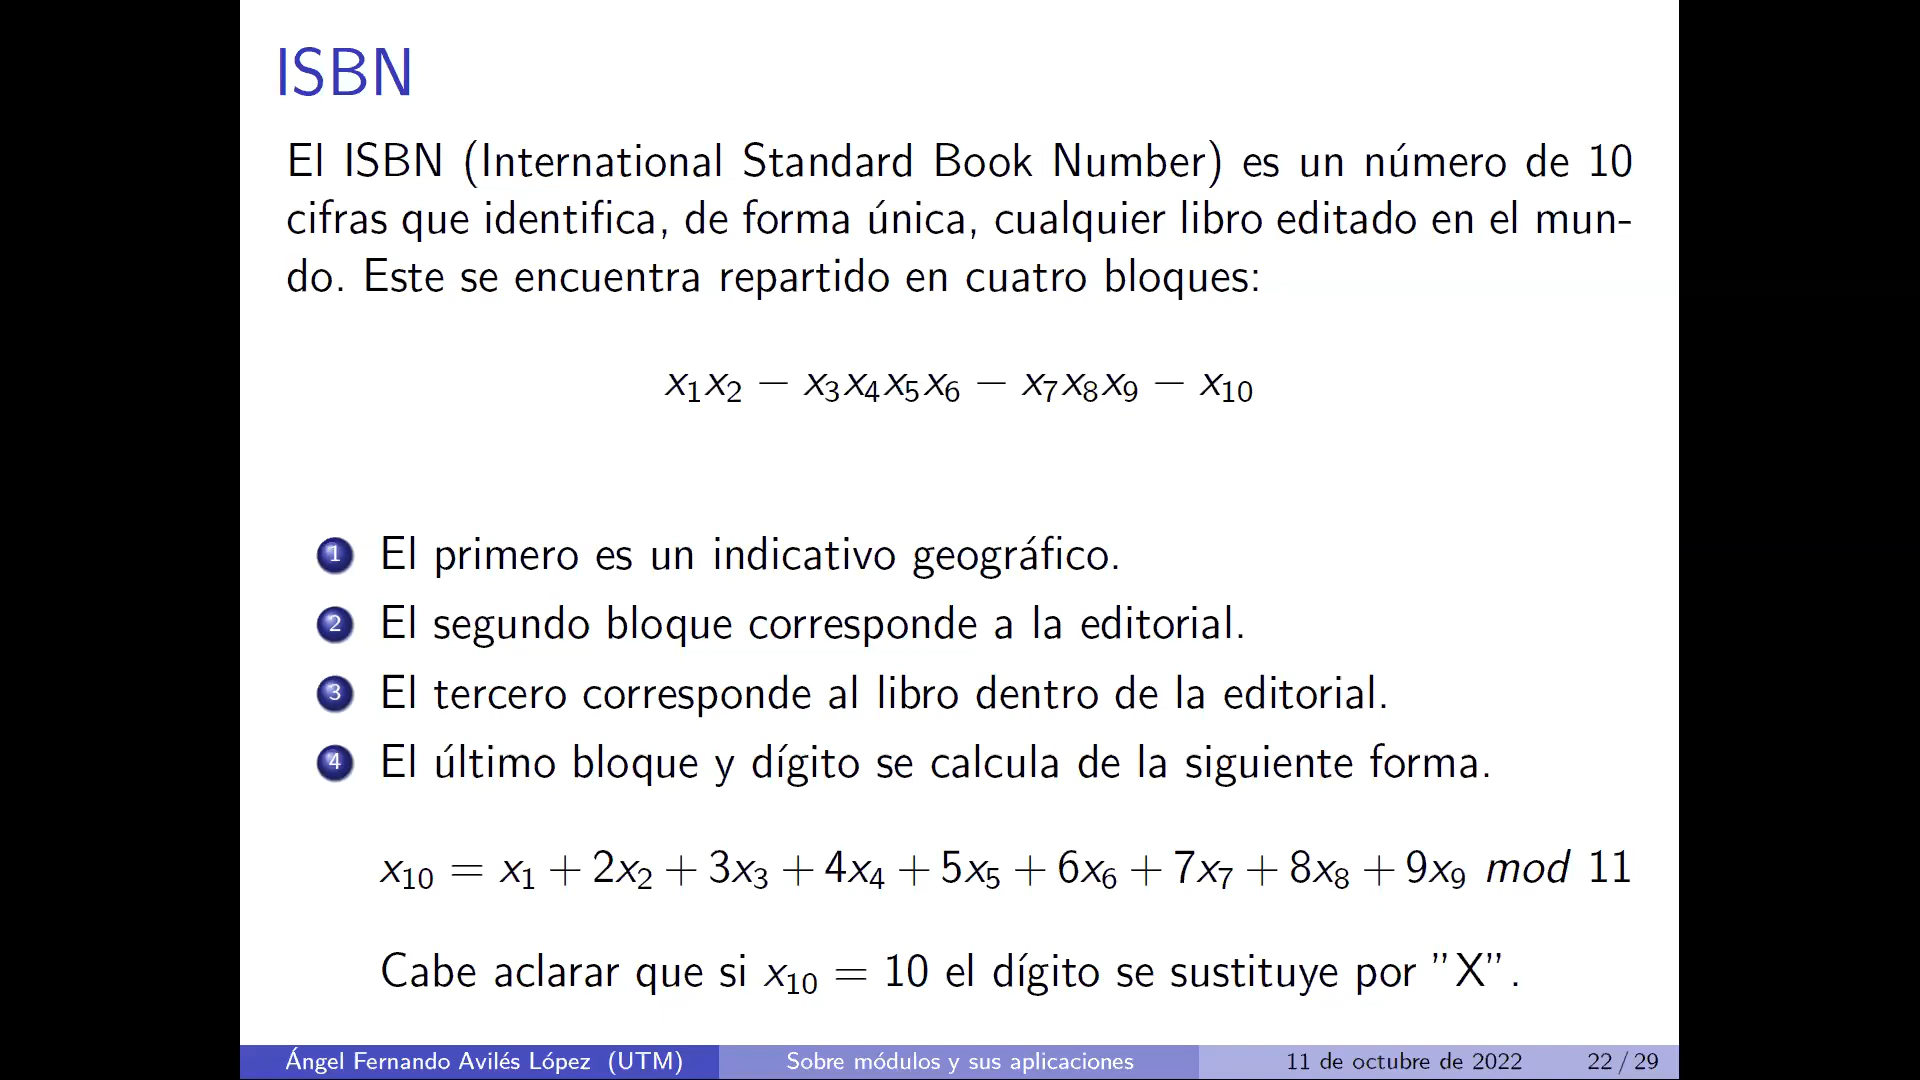 ISBN
El ISBN (International Standard Book Number) es un número de 10
cifras que identifica, de forma única, cualquier libro editado en el mun-
do. Este se encuentra repartido en cuatro bloques:
x₁x₂ − x₃x₄x₅x₆ − x₇x₈x₉ − x₁₀
1 El primero es un indicativo geográfico.
2 El segundo bloque corresponde a la editorial.
3 El tercero corresponde al libro dentro de la editorial.
4 El último bloque y dígito se calcula de la siguiente forma.
x₁₀ = x₁ + 2x₂ + 3x₃ + 4x₄ + 5x₅ + 6x₆ + 7x₇ + 8x₈ + 9x₉ mod 11
Cabe aclarar que si x₁₀ = 10 el dígito se sustituye por ”X”.
Ángel Fernando Avilés López (UTM) Sobre módulos y sus aplicaciones 11 de octubre de 2022 22 / 29